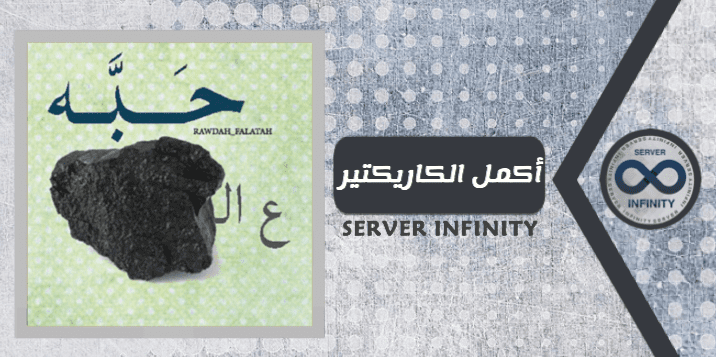 حَبَّه
RAWDAH_FALATAH
ع ال
أكمل الكاريكتير
SERVER INFINITY
SERVER
INFINITY